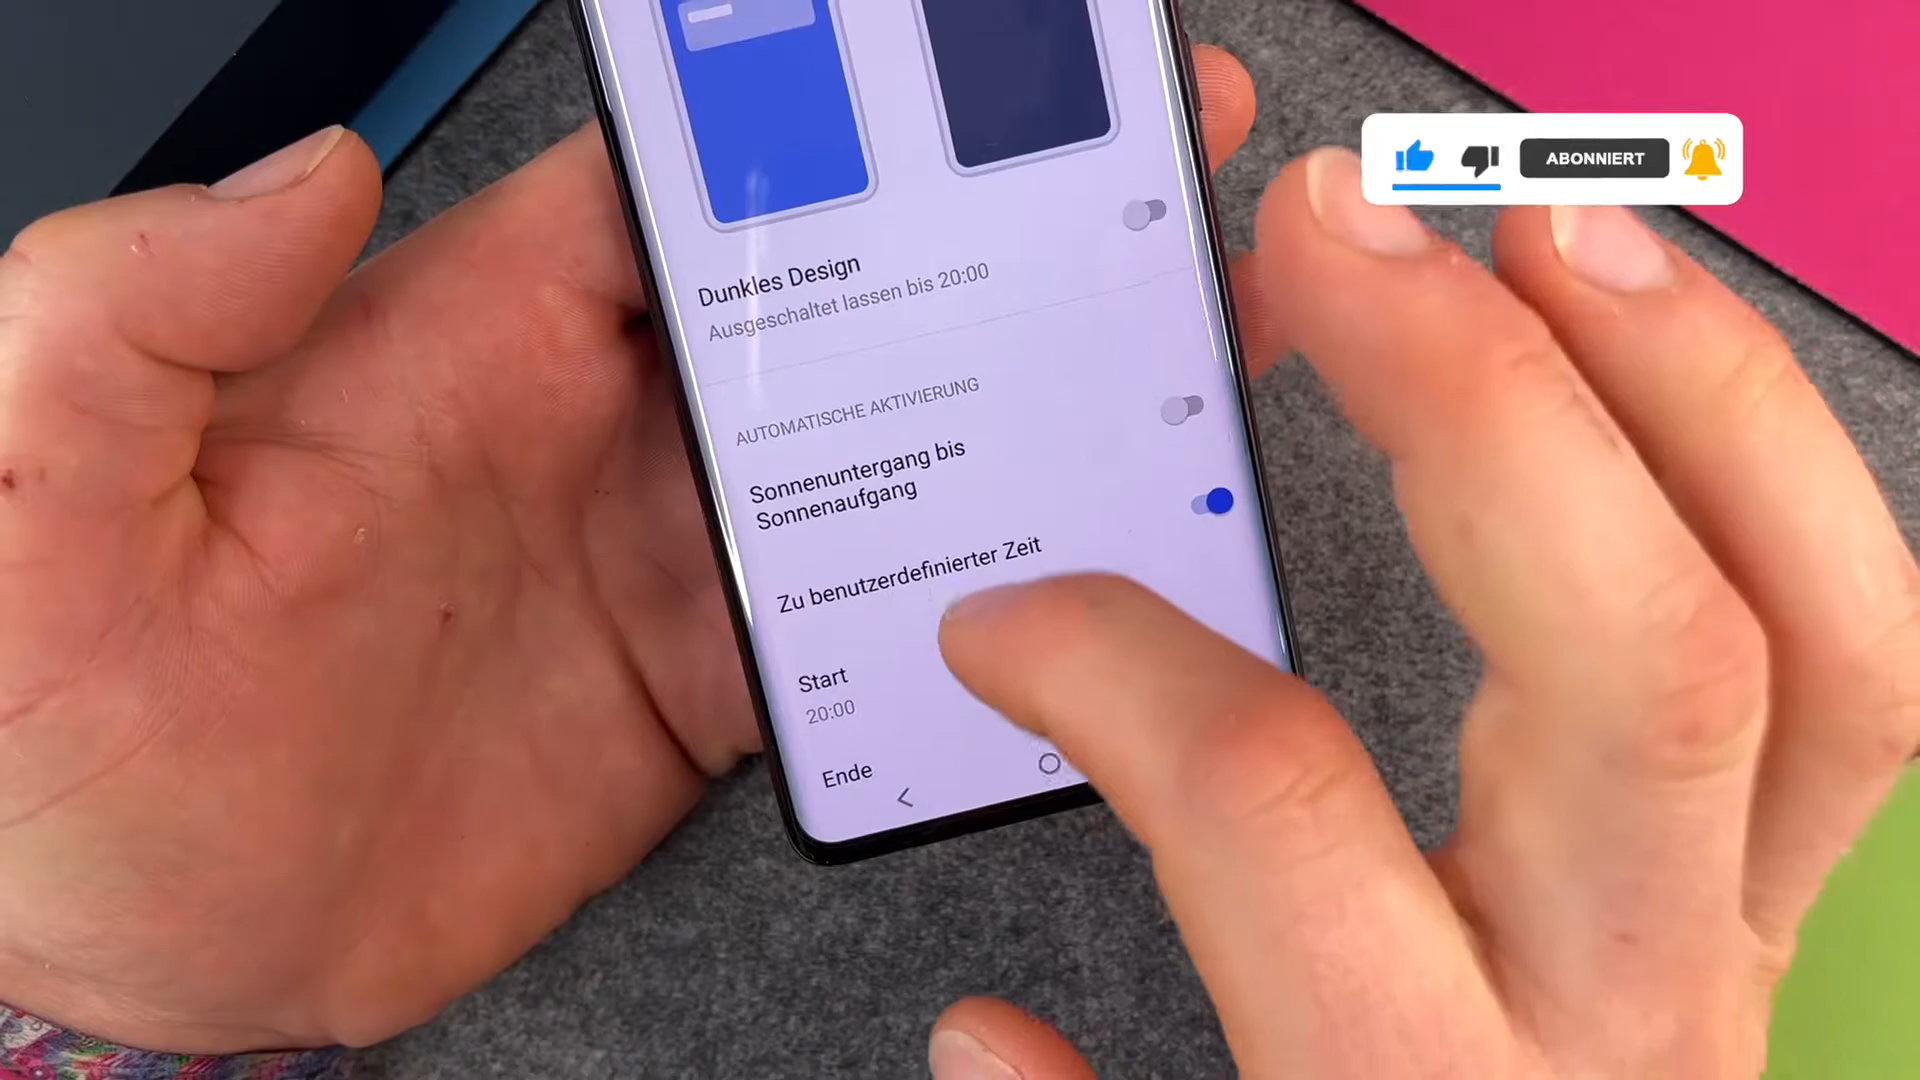 ABONNIERT
Dunkles Design
Ausgeschaltet lassen bis 20:00
AUTOMATISCHE AKTIVIERUNG
Sonnenuntergang bis
Sonnenaufgang
Zu benutzerdefinierter Zeit
Start
20:00
Ende